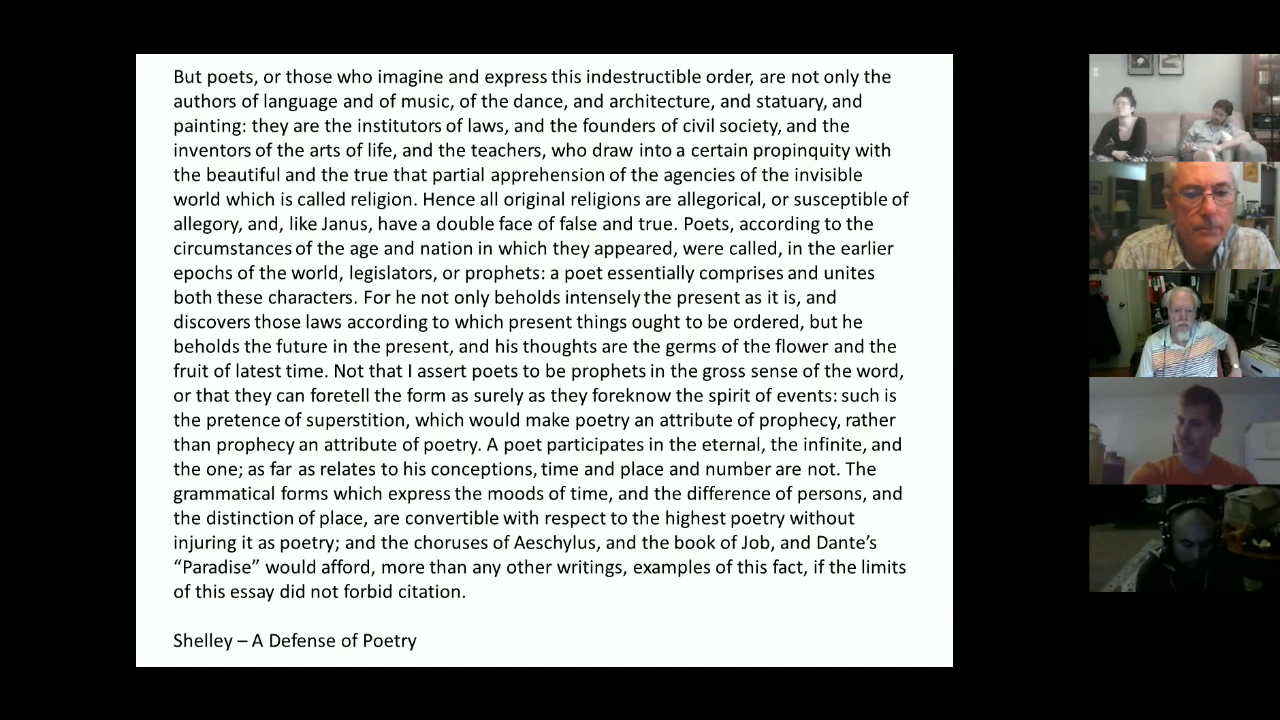 But poets, or those who imagine and express this indestructible order, are not only the
authors of language and of music, of the dance, and architecture, and statuary, and
painting: they are the institutors of laws, and the founders of civil society, and the
inventors of the arts of life, and the teachers, who draw into a certain propinquity with
the beautiful and the true that partial apprehension of the agencies of the invisible
world which is called religion. Hence all original religions are allegorical, or susceptible of
allegory, and, like Janus, have a double face of false and true. Poets, according to the
circumstances of the age and nation in which they appeared, were called, in the earlier
epochs of the world, legislators, or prophets: a poet essentially comprises and unites
both these characters. For he not only beholds intensely the present as it is, and
discovers those laws according to which present things ought to be ordered, but he
beholds the future in the present, and his thoughts are the germs of the flower and the
fruit of latest time. Not that I assert poets to be prophets in the gross sense of the word,
or that they can foretell the form as surely as they foreknow the spirit of events: such is
the pretence of superstition, which would make poetry an attribute of prophecy, rather
than prophecy an attribute of poetry. A poet participates in the eternal, the infinite, and
the one; as far as relates to his conceptions, time and place and number are not. The
grammatical forms which express the moods of time, and the difference of persons, and
the distinction of place, are convertible with respect to the highest poetry without
injuring it as poetry; and the choruses of Aeschylus, and the book of Job, and Dante’s
“Paradise” would afford, more than any other writings, examples of this fact, if the limits
of this essay did not forbid citation.
Shelley – A Defense of Poetry